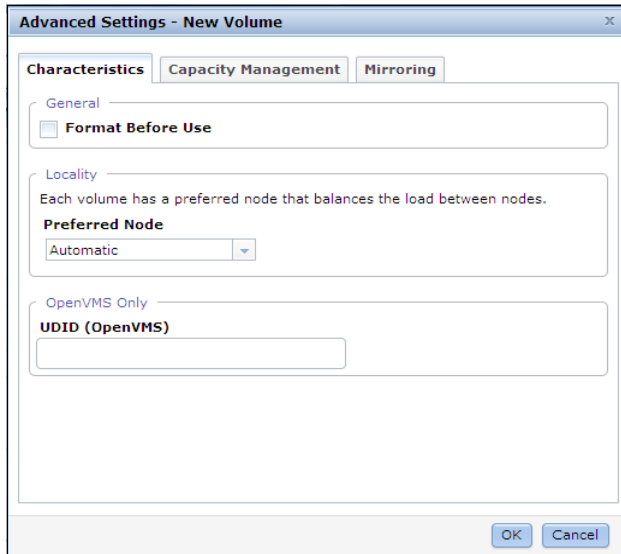 Advanced Settings - New Volume x
Characteristics Capacity Management Mirroring
General
Format Before Use
Locality
Each volume has a preferred node that balances the load between nodes.
Preferred Node
Automatic
OpenVMS Only
UDID (OpenVMS)
OK Cancel